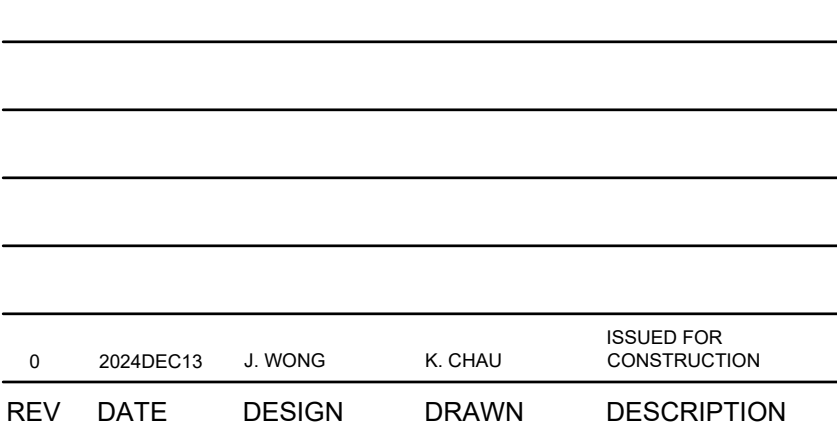 ISSUED FOR
0 2024DEC13 J. WONG K. CHAU CONSTRUCTION
REV DATE DESIGN DRAWN DESCRIPTION